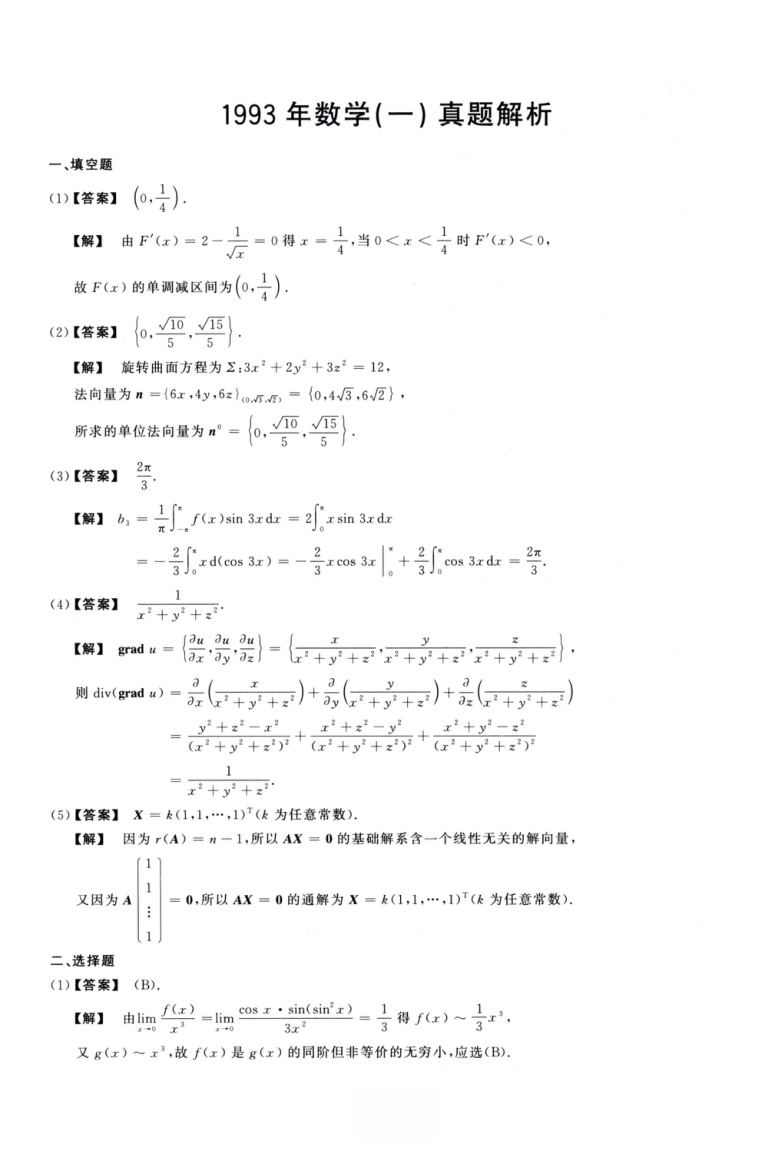 1993 年数学(一) 真题解析
一、填空题
(1)【答案】 (0, 1/4).
【解】 由 F′(x) = 2 − 1/√x = 0 得 x = 1/4,当 0 < x < 1/4 时 F′(x) < 0,
故 F(x) 的单调减区间为(0, 1/4).
(2)【答案】 {0, √10/5, √15/5}.
【解】 旋转曲面方程为 Σ:3x² + 2y² + 3z² = 12,
法向量为 n = {6x,4y,6z}_(0,√3,√2) = {0,4√3,6√2},
所求的单位法向量为 n⁰ = {0, √10/5, √15/5}.
(3)【答案】 2π/3.
【解】 b₃ = 1/π ∫_{−π}^{π} f(x)sin 3x dx = 2∫_0^π x sin 3x dx
= −2/3 ∫_0^π x d(cos 3x) = −2/3 x cos 3x |_0^π + 2/3 ∫_0^π cos 3x dx = 2π/3.
(4)【答案】 1/(x² + y² + z²).
【解】 grad u = {∂u/∂x, ∂u/∂y, ∂u/∂z} = {x/(x² + y² + z²), y/(x² + y² + z²), z/(x² + y² + z²)},
则 div(grad u) = ∂/∂x (x/(x² + y² + z²)) + ∂/∂y (y/(x² + y² + z²)) + ∂/∂z (z/(x² + y² + z²))
= (y² + z² − x²)/(x² + y² + z²)² + (x² + z² − y²)/(x² + y² + z²)² + (x² + y² − z²)/(x² + y² + z²)²
= 1/(x² + y² + z²).
(5)【答案】 X = k(1,1,⋯,1)ᵀ(k 为任意常数).
【解】 因为 r(A) = n − 1,所以 AX = 0 的基础解系含一个线性无关的解向量,
又因为 A (1 1 ⋮ 1) = 0,所以 AX = 0 的通解为 X = k(1,1,⋯,1)ᵀ(k 为任意常数).
二、选择题
(1)【答案】 (B).
【解】 由 lim_{x→0} f(x)/x³ = lim_{x→0} cos x · sin(sin²x)/3x² = 1/3 得 f(x) ~ 1/3 x³,
又 g(x) ~ x³,故 f(x) 是 g(x) 的同阶但非等价的无穷小,应选(B).